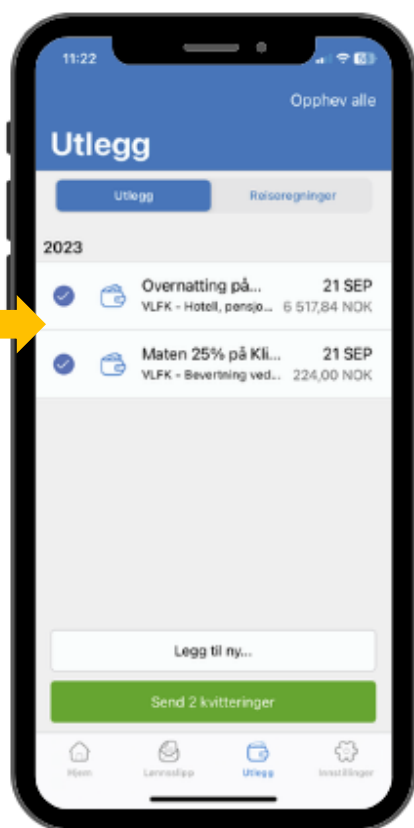 11:22
Opphev alle
Utlegg
Utlegg Reiseregninger
2023
Overnatting på... 21 SEP
VLFK - Hotell, pensjo... 6 517,84 NOK
Maten 25% på Kli... 21 SEP
VLFK - Bevertning ved... 224,00 NOK
Legg til ny...
Send 2 kvitteringer
Hjem Lønnsslipp Utlegg Innstillinger